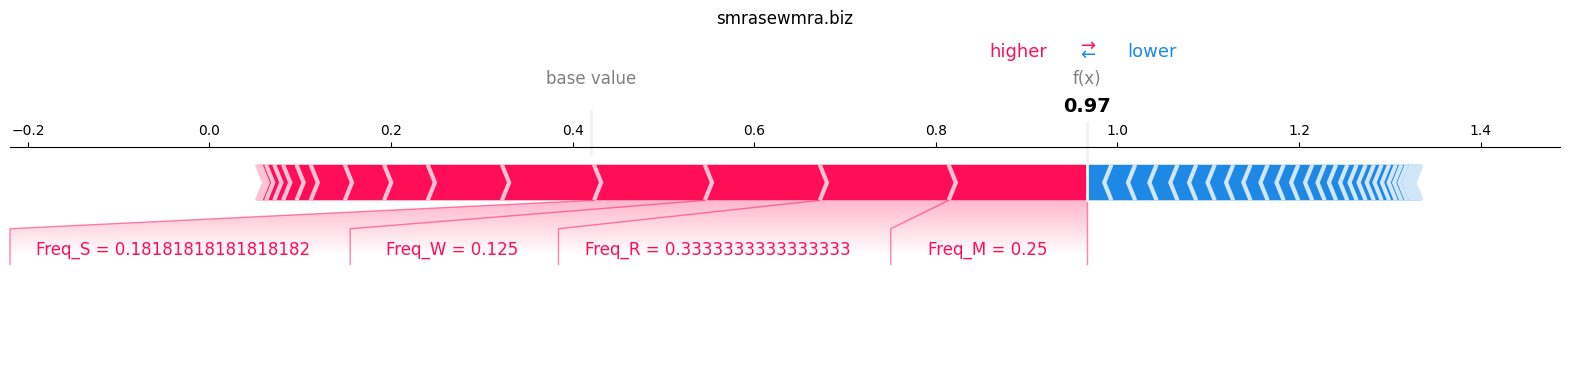 smrasewmra.biz
higher ⇄ lower
base value f(x)
0.97
−0.2 0.0 0.2 0.4 0.6 0.8 1.0 1.2 1.4
Freq_S = 0.18181818181818182 Freq_W = 0.125 Freq_R = 0.3333333333333333 Freq_M = 0.25